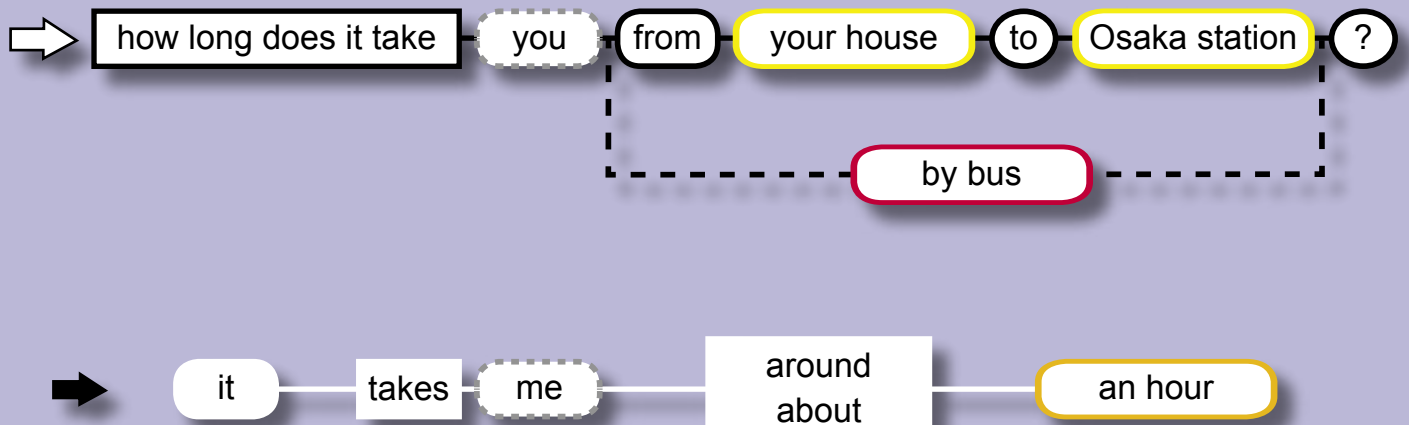 how long does it take you from your house to Osaka station ?
by bus
it takes me around an hour
about